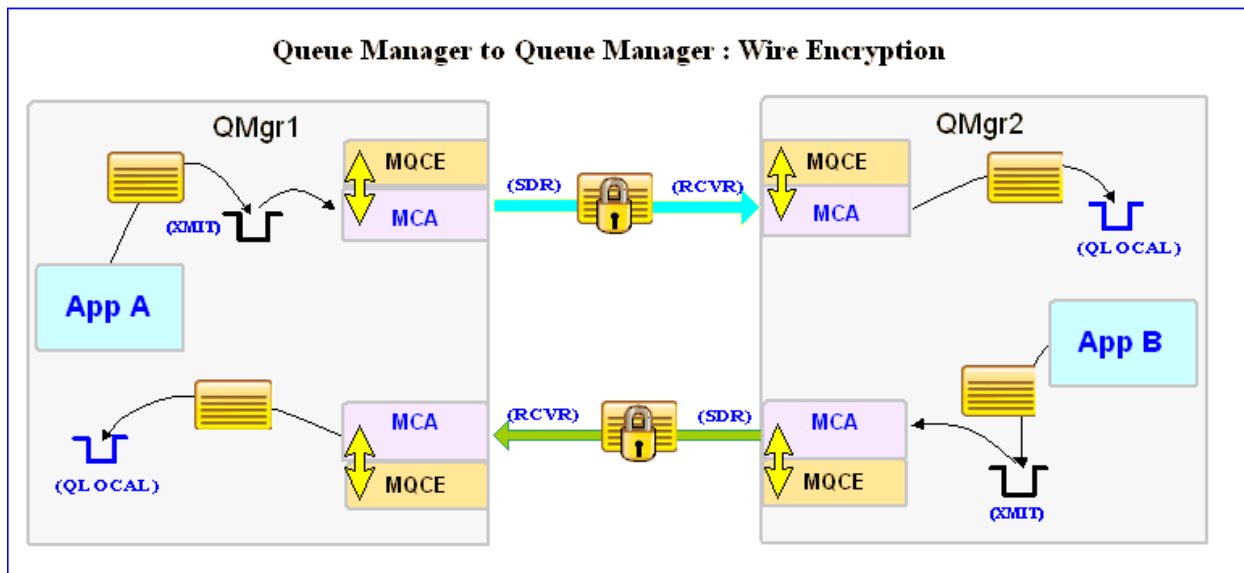 Queue Manager to Queue Manager : Wire Encryption
QMgr1
QMgr2
MQCE
(SDR)
(RCVR)
MQCE
(XMIT)
MCA
MCA
(QLOCAL)
App A
App B
(RCVR)
(SDR)
MCA
MCA
(QLOCAL)
MQCE
MQCE
(XMIT)